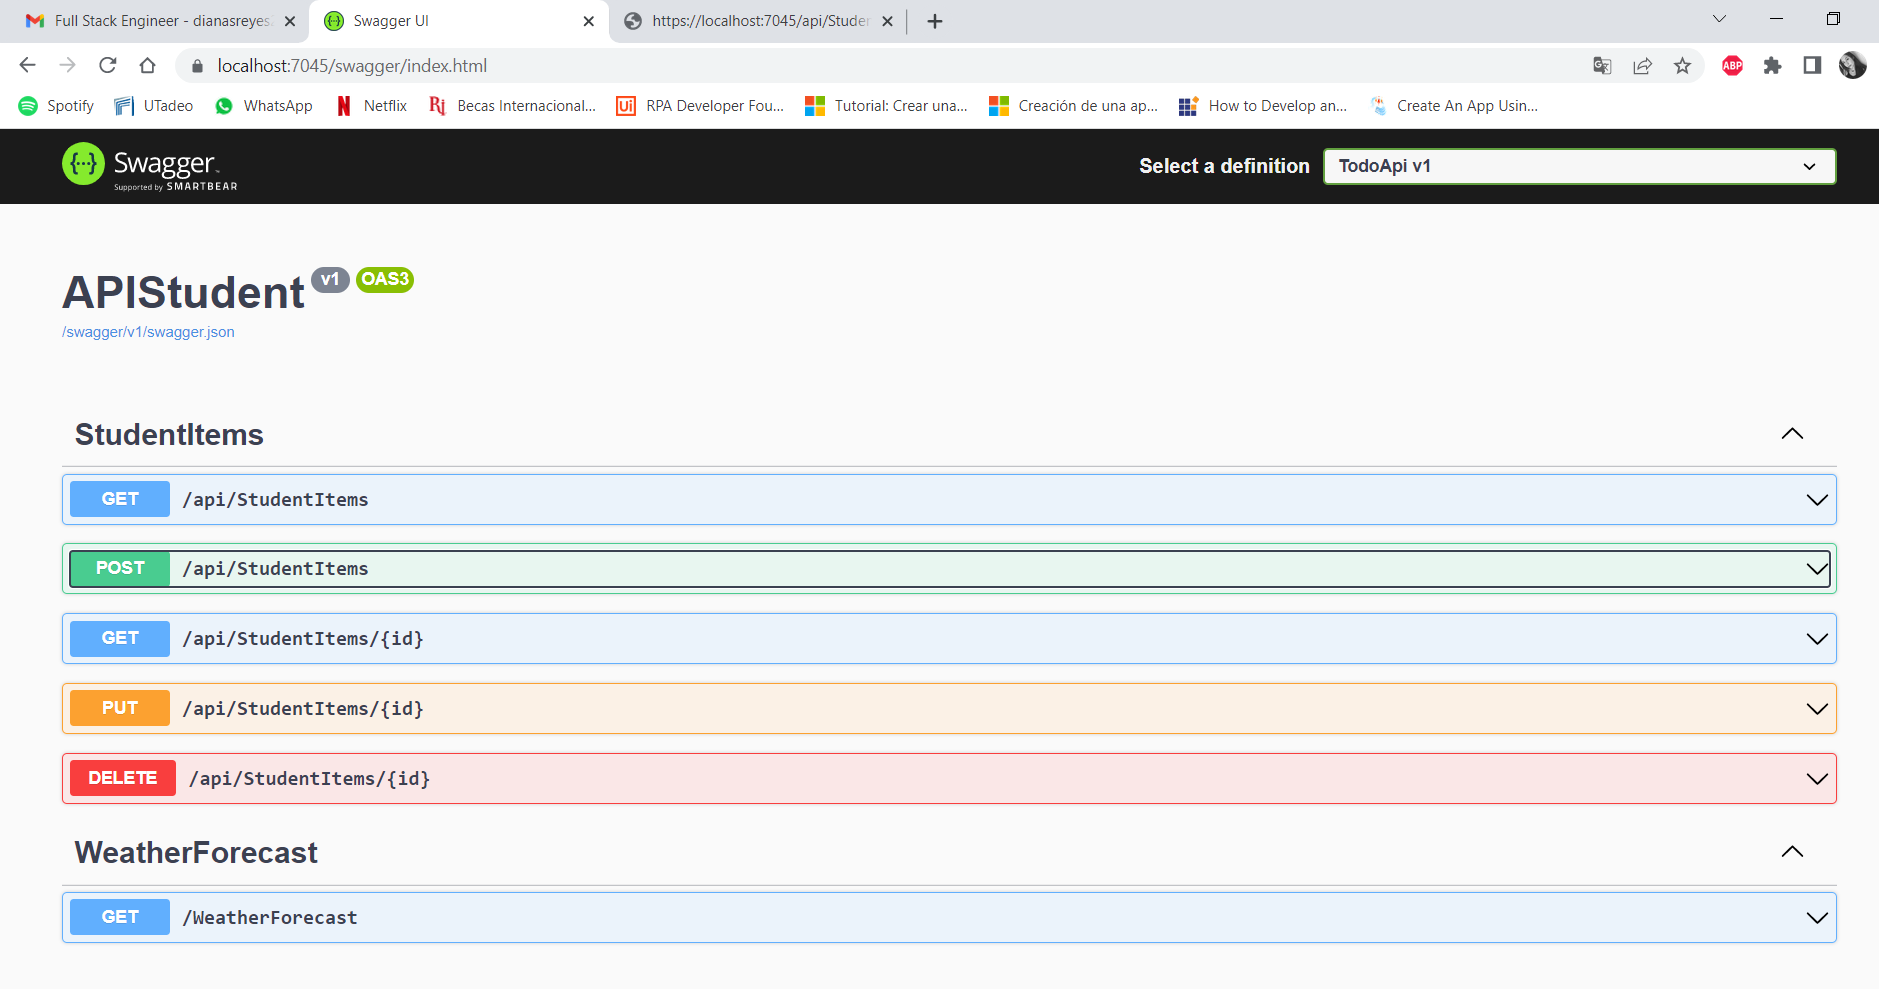 Full Stack Engineer - dianasreyes
Swagger UI
https://localhost:7045/api/Studen
localhost:7045/swagger/index.html
ABP
Spotify
UTadeo
WhatsApp
Netflix
Rj Becas Internacional...
Ui RPA Developer Fou...
Tutorial: Crear una...
Creación de una ap...
How to Develop an...
Create An App Usin...
{···} Swagger
Supported by SMARTBEAR
Select a definition
TodoApi v1
APIStudent v1 OAS3
/swagger/v1/swagger.json
StudentItems
GET /api/StudentItems
POST /api/StudentItems
GET /api/StudentItems/{id}
PUT /api/StudentItems/{id}
DELETE /api/StudentItems/{id}
WeatherForecast
GET /WeatherForecast